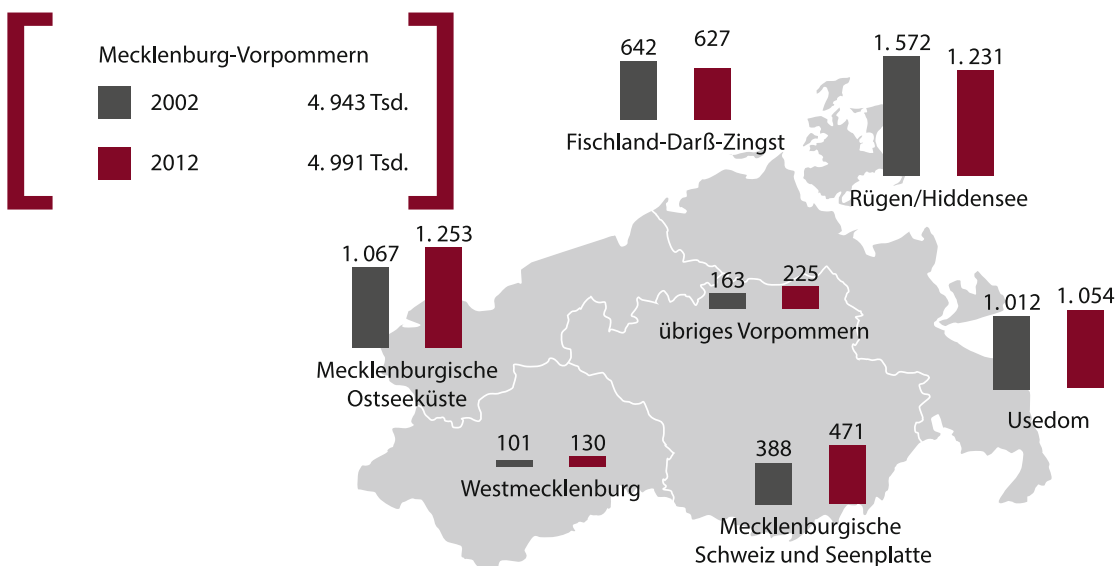 Mecklenburg-Vorpommern
2002 4. 943 Tsd.
2012 4. 991 Tsd.
642 627
Fischland-Darß-Zingst
1. 572 1. 231
Rügen/Hiddensee
1. 067 1. 253
Mecklenburgische
Ostseeküste
163 225
übriges Vorpommern
1. 012 1. 054
Usedom
101 130
Westmecklenburg
388 471
Mecklenburgische
Schweiz und Seenplatte